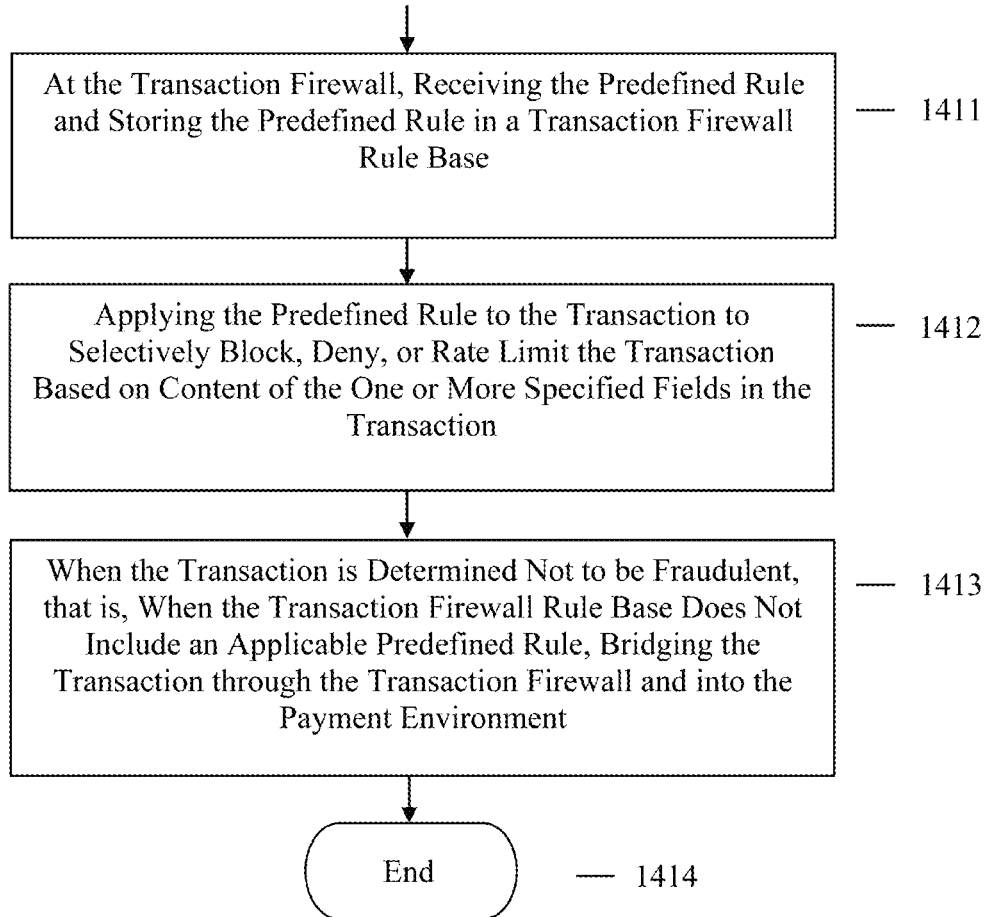 At the Transaction Firewall, Receiving the Predefined Rule
and Storing the Predefined Rule in a Transaction Firewall
Rule Base
1411
Applying the Predefined Rule to the Transaction to
Selectively Block, Deny, or Rate Limit the Transaction
Based on Content of the One or More Specified Fields in the
Transaction
1412
When the Transaction is Determined Not to be Fraudulent,
that is, When the Transaction Firewall Rule Base Does Not
Include an Applicable Predefined Rule, Bridging the
Transaction through the Transaction Firewall and into the
Payment Environment
1413
End
1414